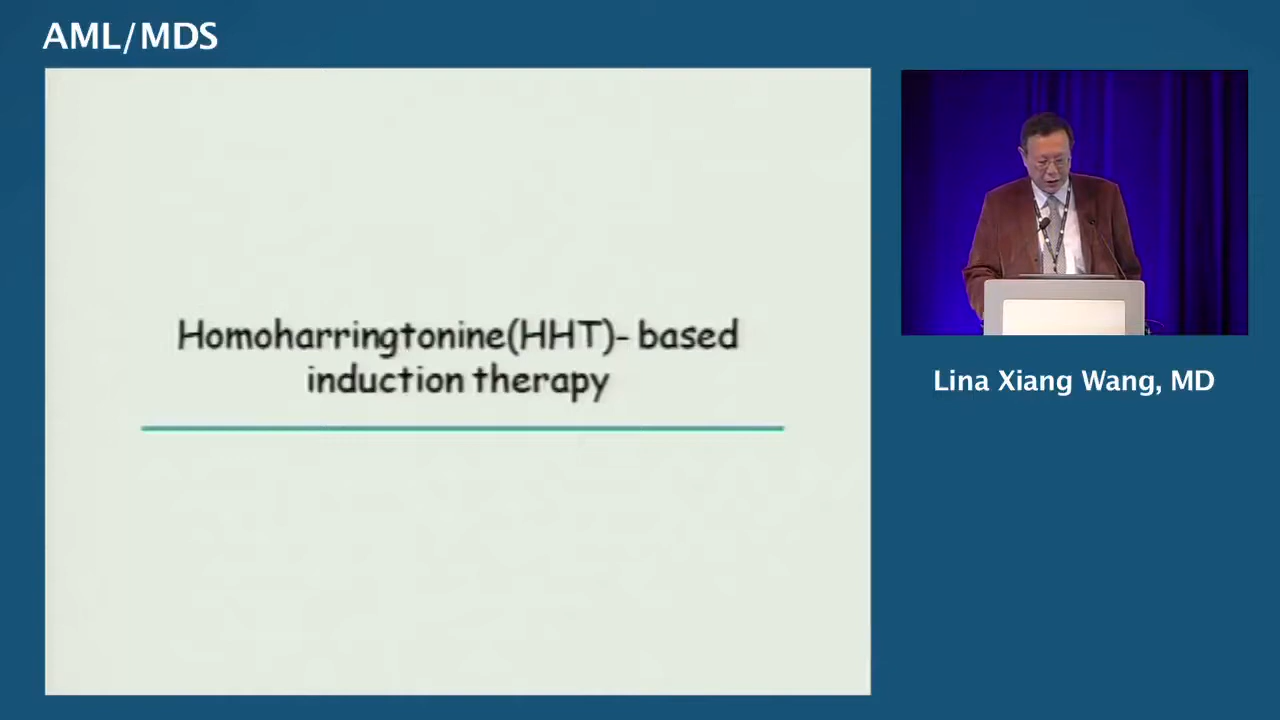 AML/MDS
Homoharringtonine(HHT)- based
induction therapy
Lina Xiang Wang, MD